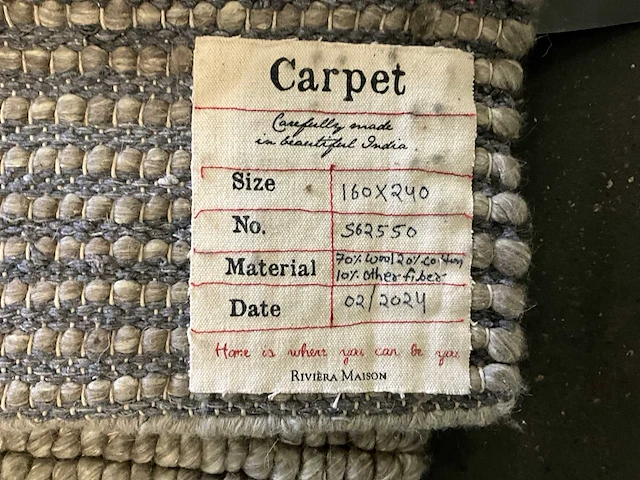 Carpet
Carefully made
in beautiful India.
Size 160X240
No. 562550
Material 70% wool 20% cotton
10% other fiber
Date 02/2024
Home is where you can be you
RIVIÈRA MAISON